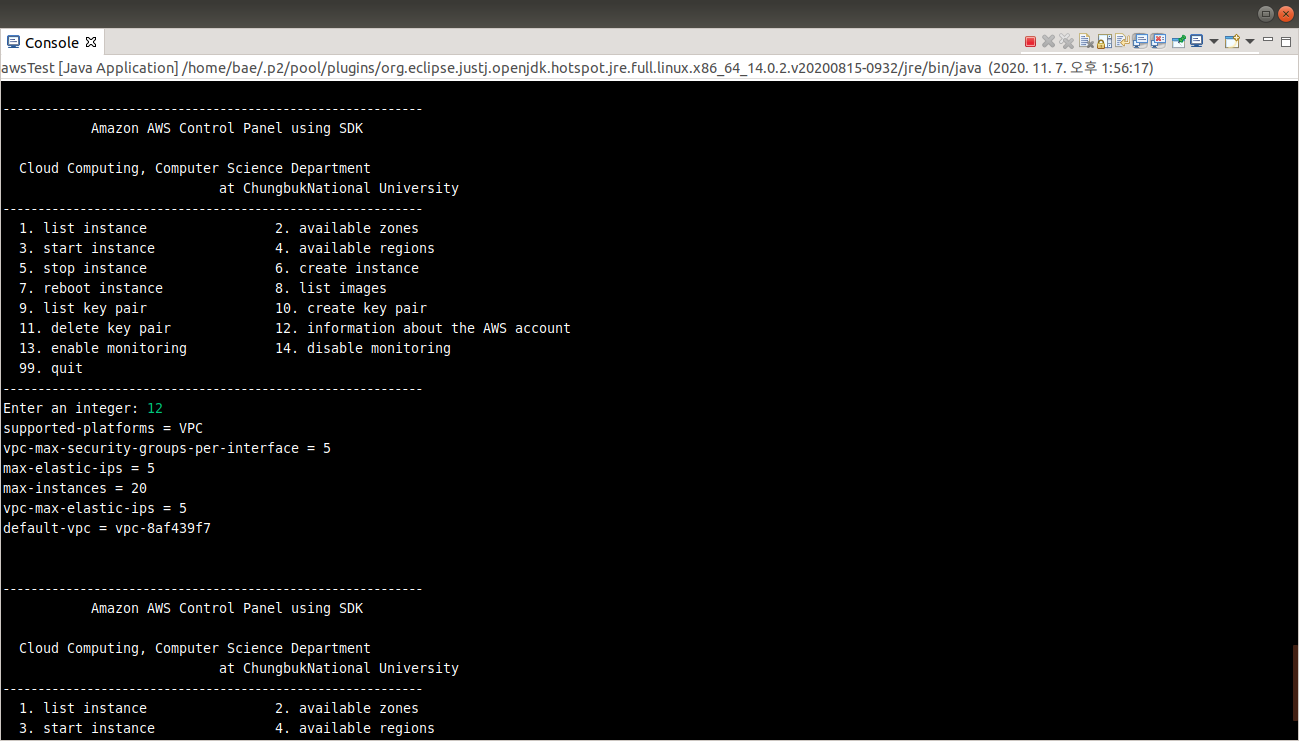 Console
awsTest [Java Application] /home/bae/.p2/pool/plugins/org.eclipse.justj.openjdk.hotspot.jre.full.linux.x86_64_14.0.2.v20200815-0932/jre/bin/java (2020. 11. 7. 오후 1:56:17)
------------------------------------------------------------
Amazon AWS Control Panel using SDK
Cloud Computing, Computer Science Department
at ChungbukNational University
------------------------------------------------------------
1. list instance 2. available zones
3. start instance 4. available regions
5. stop instance 6. create instance
7. reboot instance 8. list images
9. list key pair 10. create key pair
11. delete key pair 12. information about the AWS account
13. enable monitoring 14. disable monitoring
99. quit
------------------------------------------------------------
Enter an integer: 12
supported-platforms = VPC
vpc-max-security-groups-per-interface = 5
max-elastic-ips = 5
max-instances = 20
vpc-max-elastic-ips = 5
default-vpc = vpc-8af439f7
------------------------------------------------------------
Amazon AWS Control Panel using SDK
Cloud Computing, Computer Science Department
at ChungbukNational University
------------------------------------------------------------
1. list instance 2. available zones
3. start instance 4. available regions